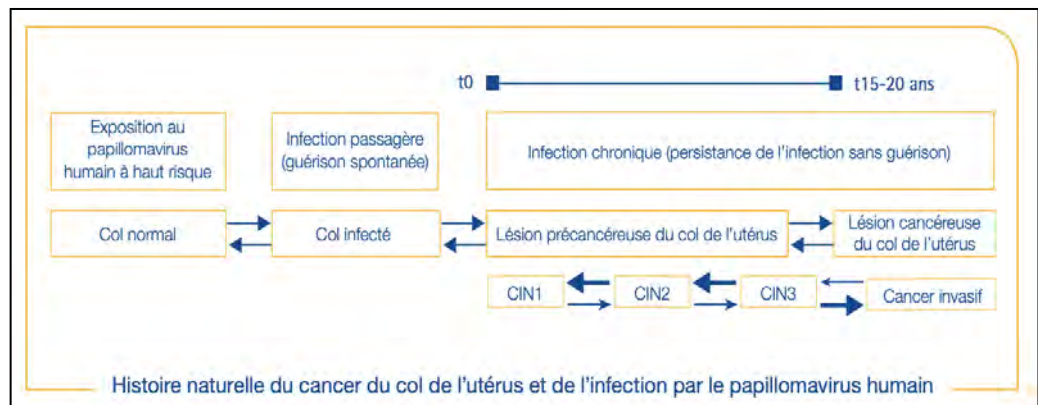 t0
t15-20 ans
Exposition au
papillomavirus
humain à haut risque
Infection passagère
(guérison spontanée)
Infection chronique (persistance de l'infection sans guérison)
Col normal
Col infecté
Lésion précancéreuse du col de l'utérus
Lésion cancéreuse
du col de l'utérus
CIN1
CIN2
CIN3
Cancer invasif
Histoire naturelle du cancer du col de l'utérus et de l'infection par le papillomavirus humain